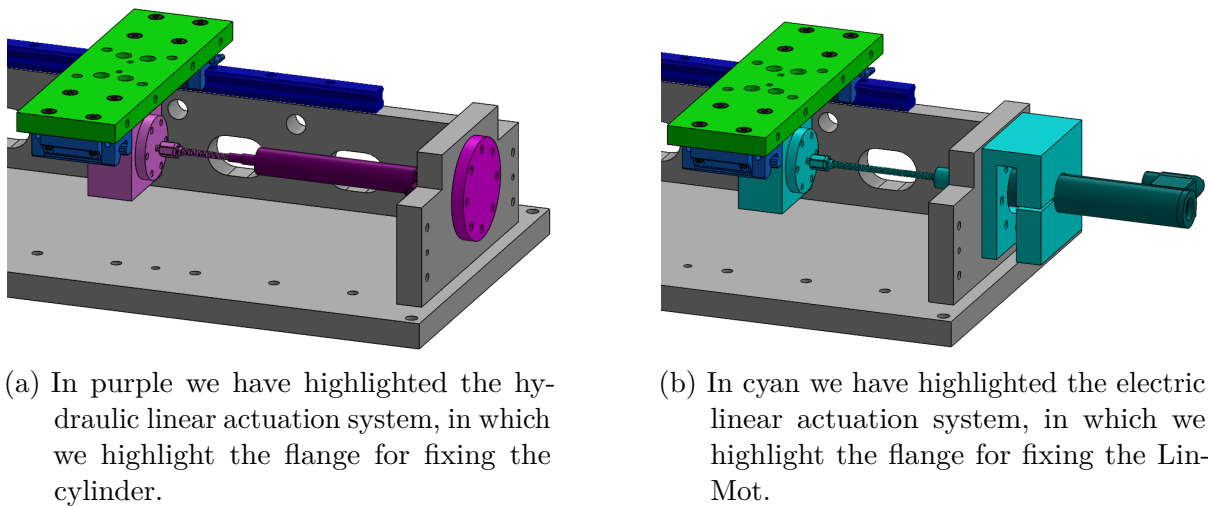 (a) In purple we have highlighted the hy-
draulic linear actuation system, in which
we highlight the flange for fixing the
cylinder.
(b) In cyan we have highlighted the electric
linear actuation system, in which we
highlight the flange for fixing the Lin-
Mot.